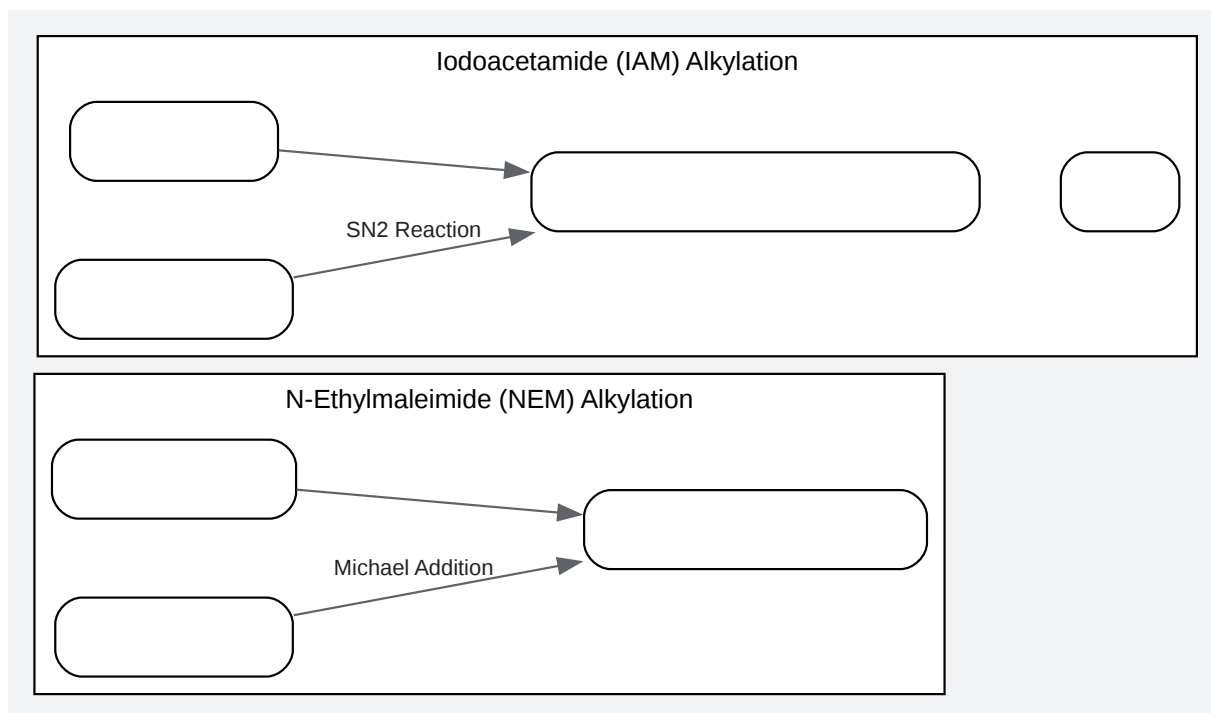 Iodoacetamide (IAM) Alkylation
SN2 Reaction
N-Ethylmaleimide (NEM) Alkylation
Michael Addition